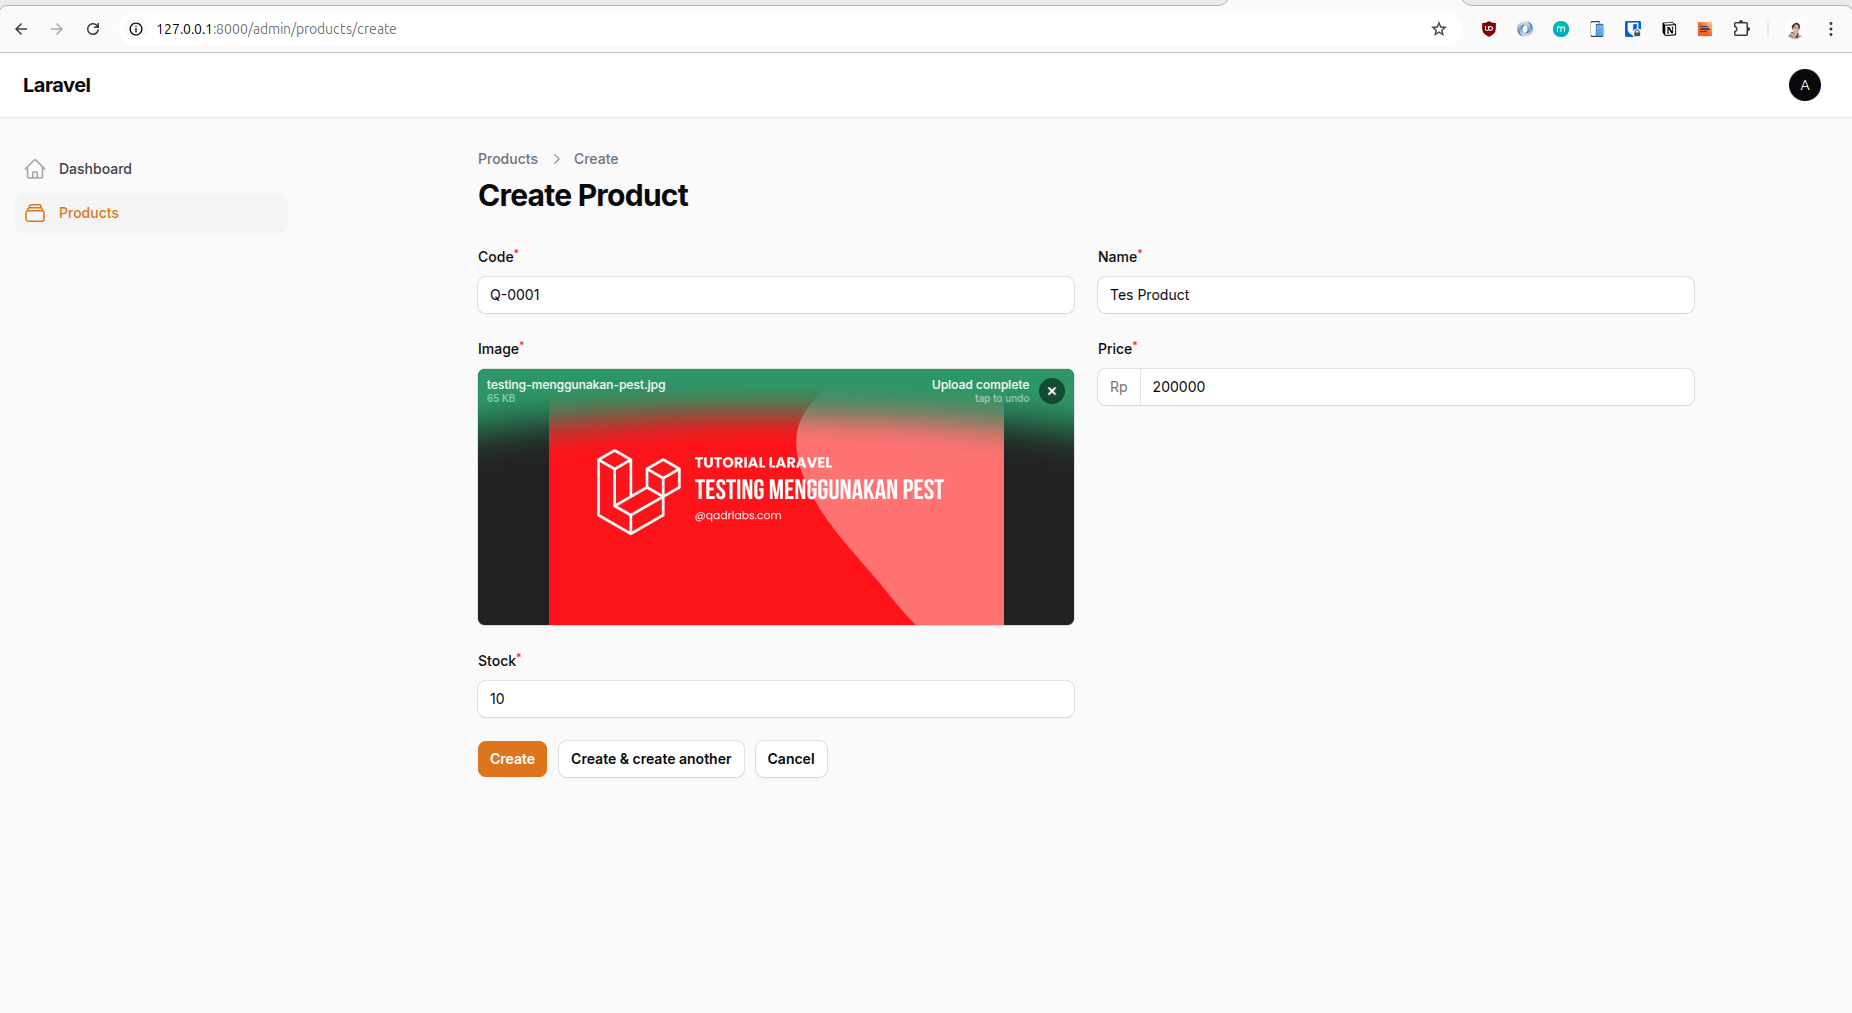 127.0.0.1:8000/admin/products/create
Laravel
A
Dashboard
Products
Products > Create
Create Product
Code*
Q-0001
Name*
Tes Product
Image*
testing-menggunakan-pest.jpg
65 KB
Upload complete
tap to undo
TUTORIAL LARAVEL
TESTING MENGGUNAKAN PEST
@qadrlabs.com
Price*
Rp 200000
Stock*
10
Create
Create & create another
Cancel